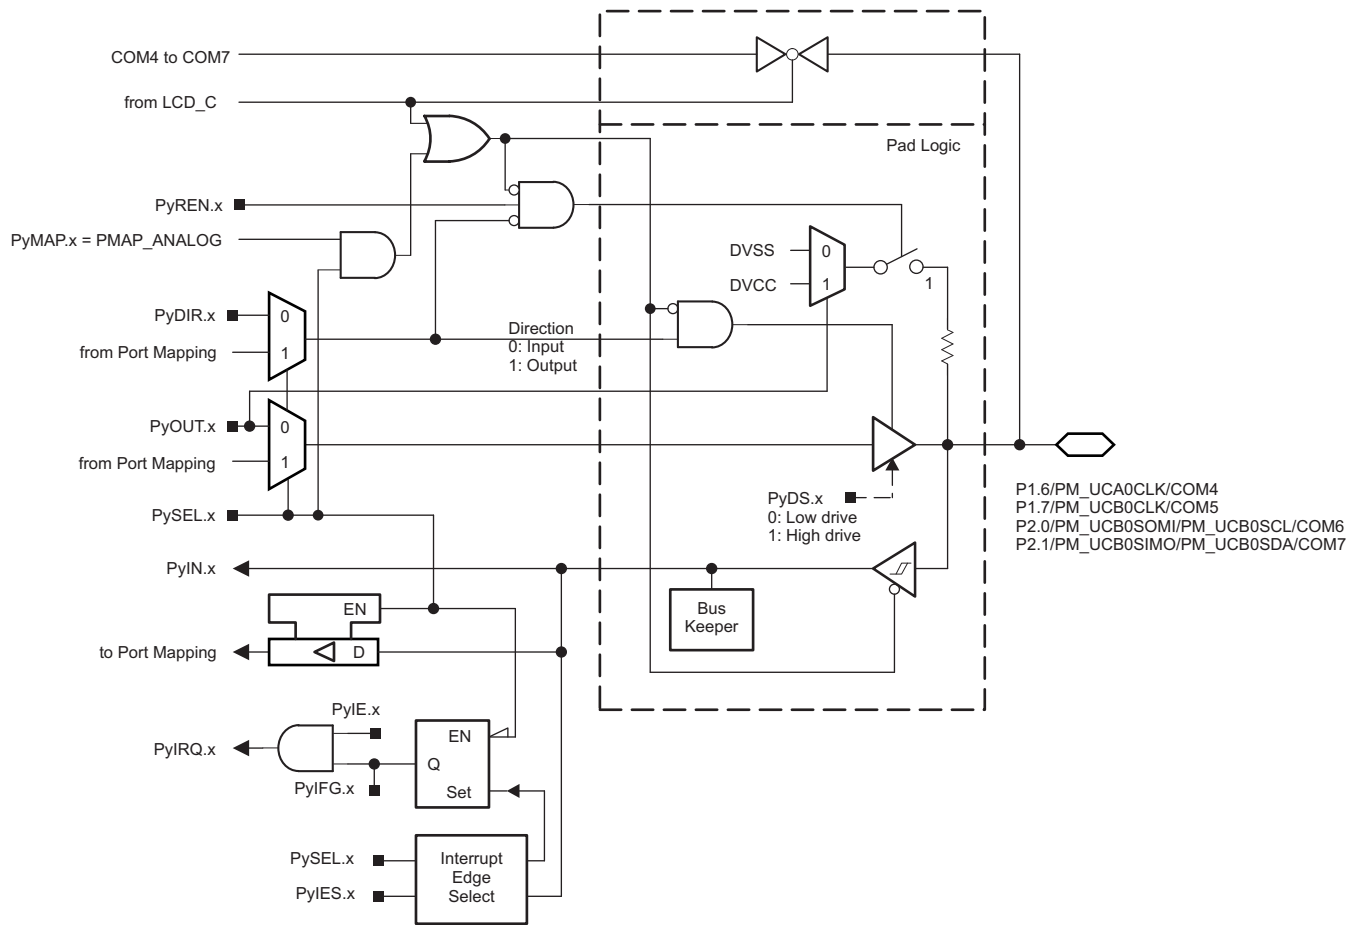 COM4 to COM7
from LCD_C
Pad Logic
PyREN.x
PyMAP.x = PMAP_ANALOG
DVSS
0
DVCC
1
1
PyDIR.x
0
from Port Mapping
1
Direction
0: Input
1: Output
PyOUT.x
0
from Port Mapping
1
PySEL.x
PyDS.x
0: Low drive
1: High drive
P1.6/PM_UCA0CLK/COM4
P1.7/PM_UCB0CLK/COM5
P2.0/PM_UCB0SOMI/PM_UCB0SCL/COM6
P2.1/PM_UCB0SIMO/PM_UCB0SDA/COM7
PyIN.x
Bus
Keeper
EN
to Port Mapping
D
PyIE.x
PyIRQ.x
EN
Q
PyIFG.x
Set
PySEL.x
PyIES.x
Interrupt
Edge
Select